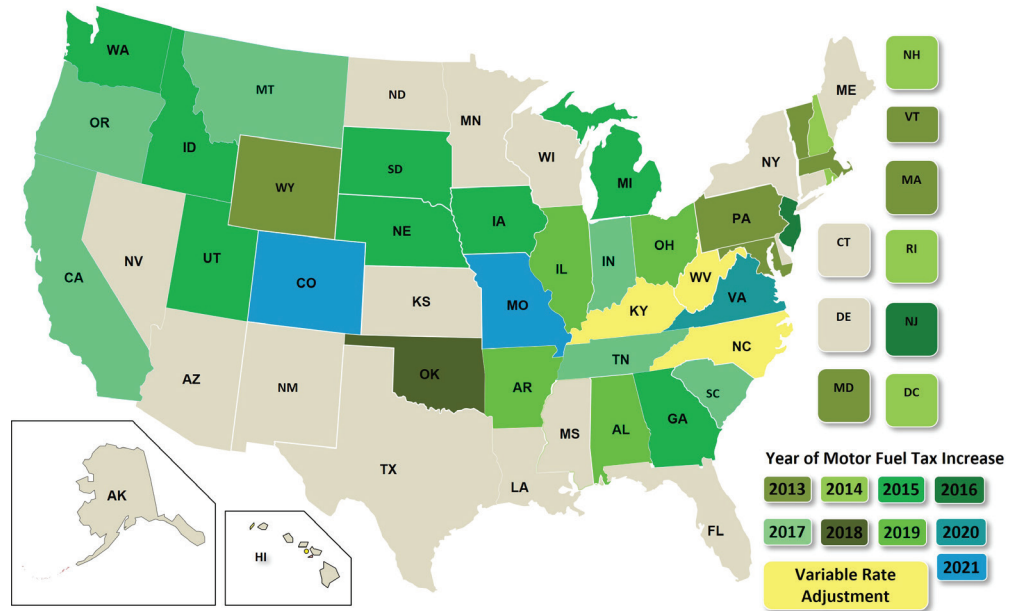 WA
MT
ND
MN
ME
NH
OR
ID
SD
WI
NY
VT
WY
MI
IA
NE
PA
MA
NV
UT
CO
IL
IN
OH
CT
RI
CA
KS
MO
WV
VA
KY
DE
NJ
NC
TN
AZ
NM
OK
AR
SC
MD
DC
GA
MS
AL
TX
LA
FL
AK
HI
Year of Motor Fuel Tax Increase
2013 2014 2015 2016
2017 2018 2019 2020
2021
Variable Rate
Adjustment